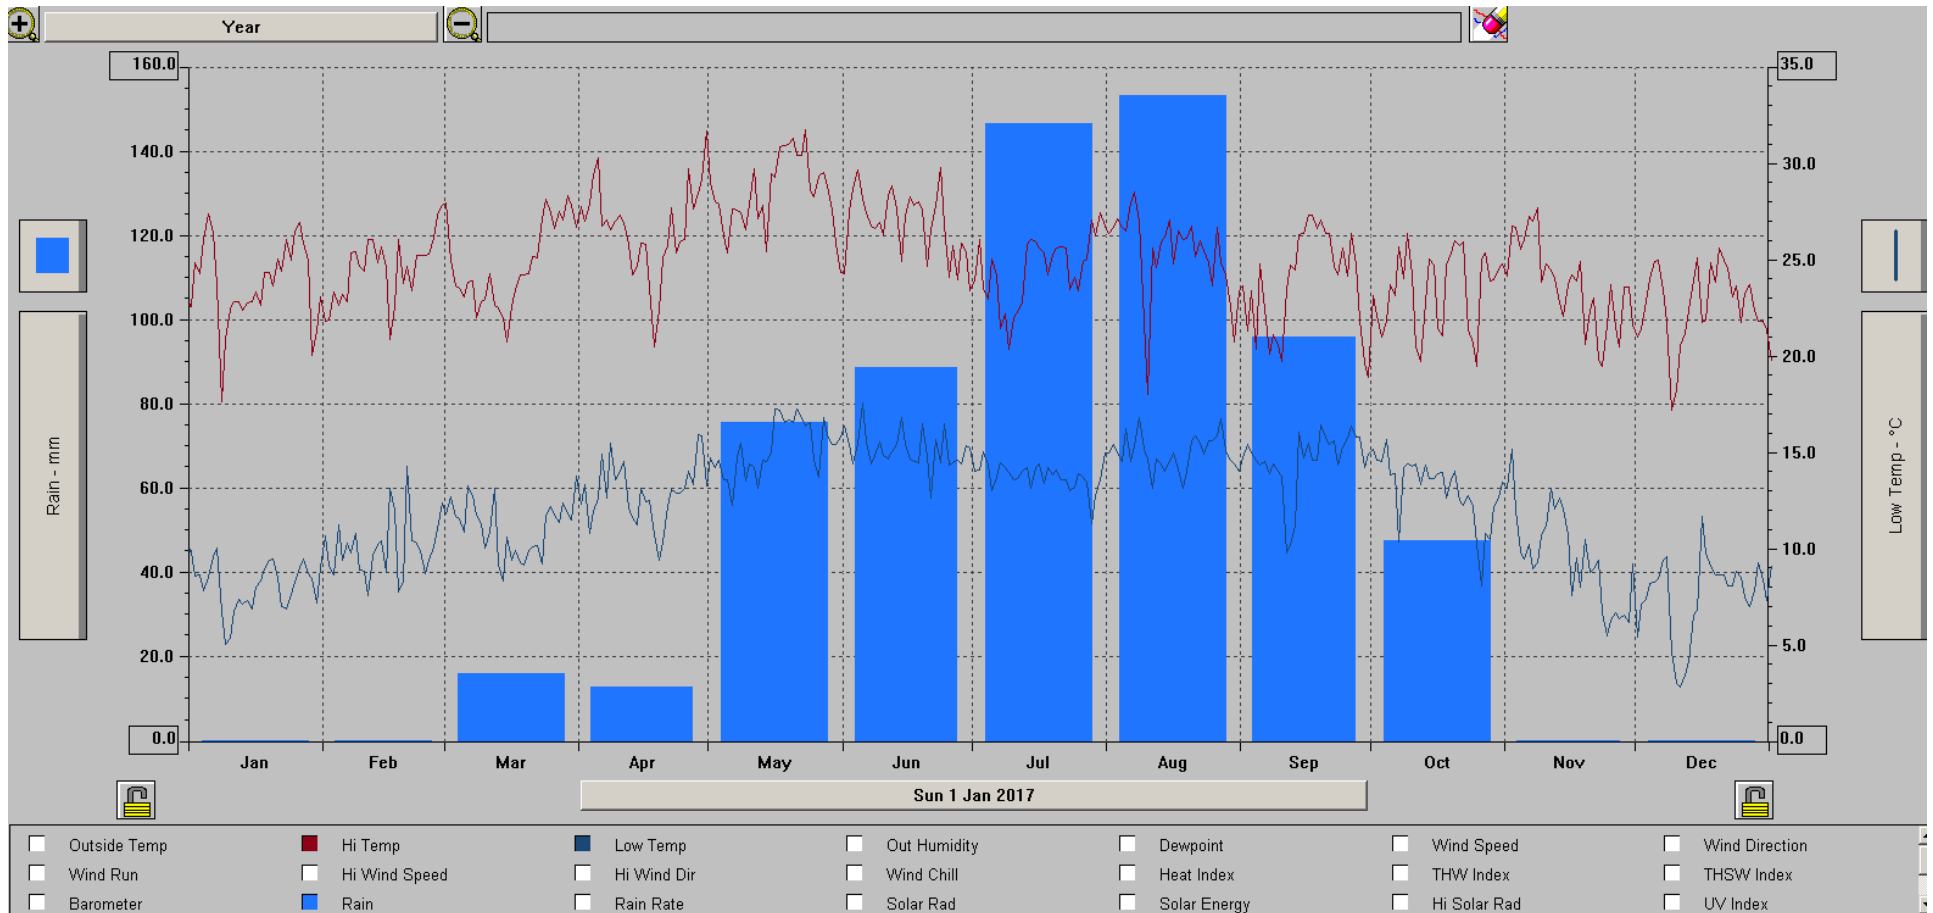 Year
160.0
35.0
140.0
30.0
120.0
25.0
100.0
20.0
80.0
15.0
60.0
10.0
40.0
5.0
20.0
0.0
0.0
Rain - mm
Low Temp - °C
Jan Feb Mar Apr May Jun Jul Aug Sep Oct Nov Dec
Sun 1 Jan 2017
Outside Temp Hi Temp Low Temp Out Humidity Dewpoint Wind Speed Wind Direction
Wind Run Hi Wind Speed Hi Wind Dir Wind Chill Heat Index THW Index THSW Index
Barometer Rain Rain Rate Solar Rad Solar Energy Hi Solar Rad UV Index